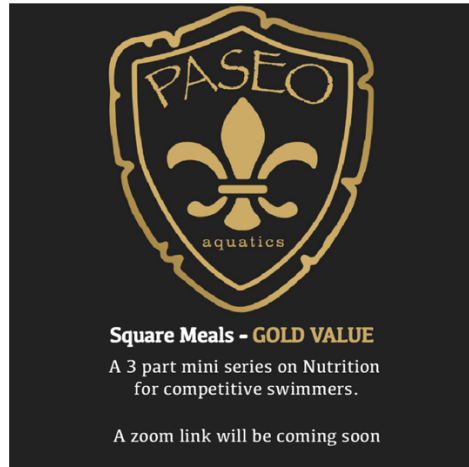 PASEO
aquatics
Square Meals - GOLD VALUE
A 3 part mini series on Nutrition
for competitive swimmers.
A zoom link will be coming soon